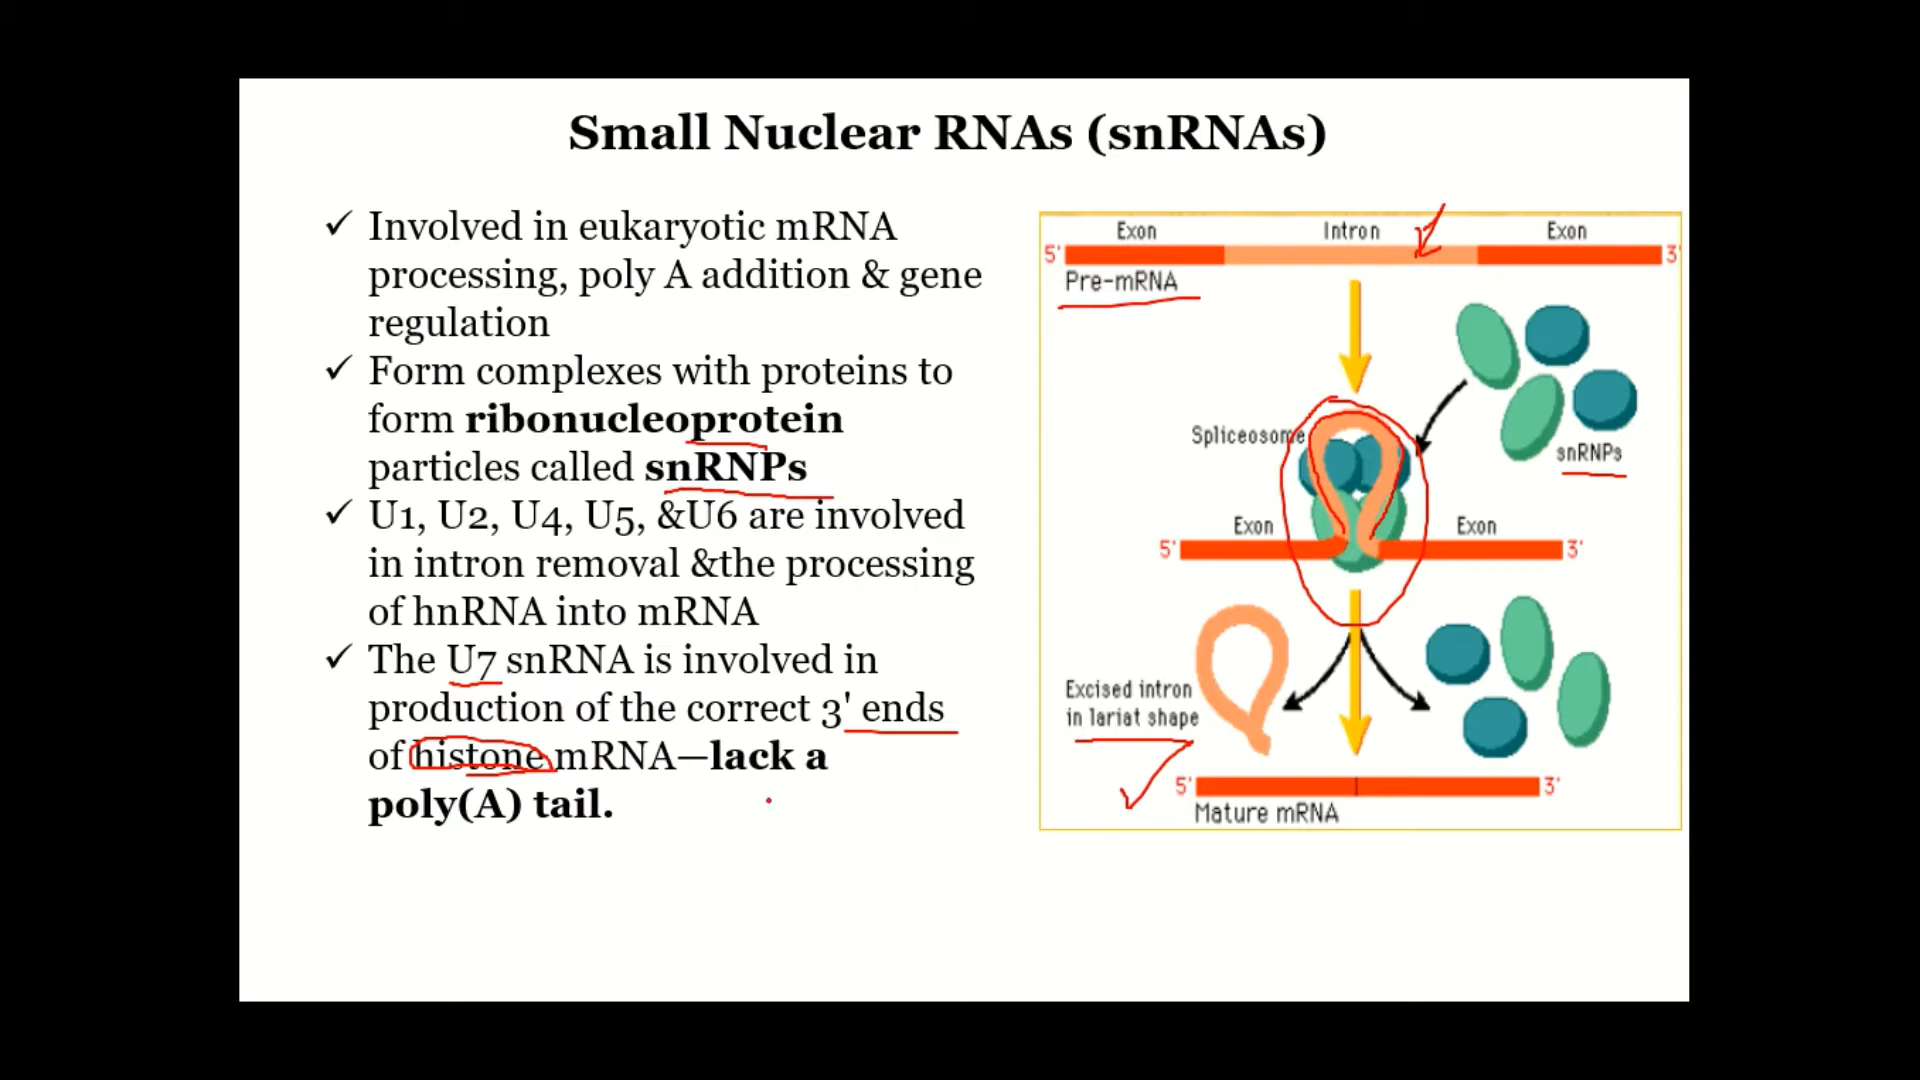 Small Nuclear RNAs (snRNAs)
✓ Involved in eukaryotic mRNA
processing, poly A addition & gene
regulation
✓ Form complexes with proteins to
form ribonucleoprotein
particles called snRNPs
✓ U1, U2, U4, U5, &U6 are involved
in intron removal &the processing
of hnRNA into mRNA
✓ The U7 snRNA is involved in
production of the correct 3' ends
of histone mRNA—lack a
poly(A) tail.
Exon Intron Exon
5' 3'
Pre-mRNA
Spliceosome
snRNPs
Exon Exon
5' 3'
Excised intron
in lariat shape
5' 3'
Mature mRNA